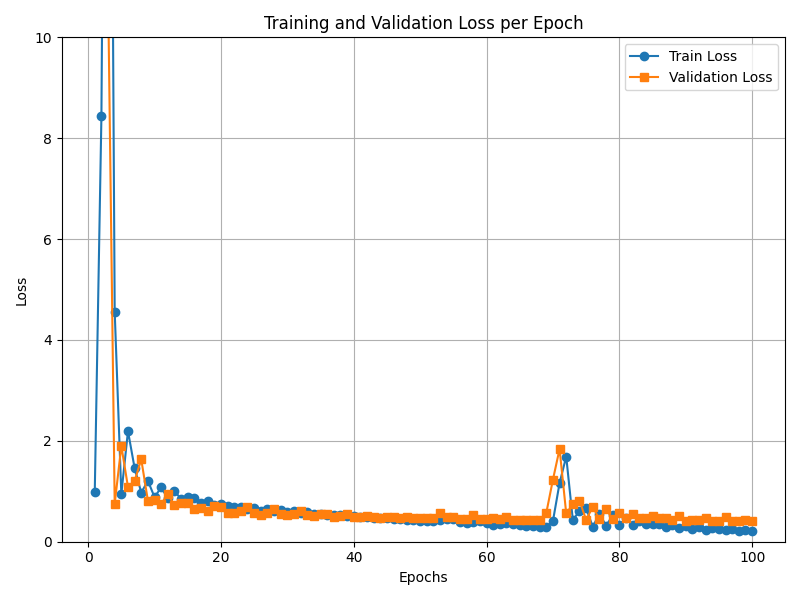 Training and Validation Loss per Epoch
10
8
6
4
2
0
Loss
Train Loss
Validation Loss
0 20 40 60 80 100
Epochs